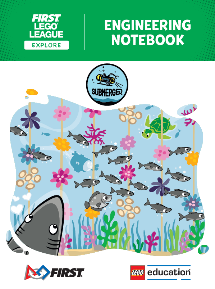 FIRST
LEGO
LEAGUE
EXPLORE
ENGINEERING
NOTEBOOK
SUBMERGED
FIRST
LEGO education